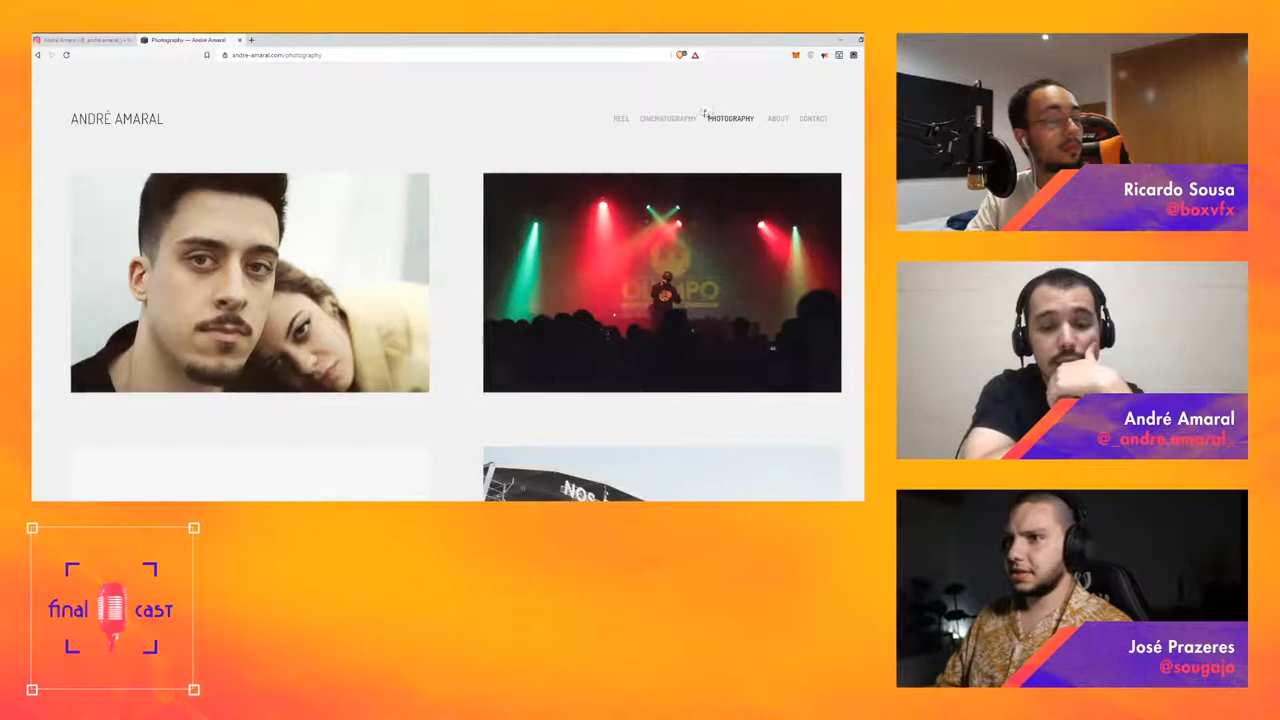 Photography — André Amaral
andre-amaral.com/photography
ANDRÉ AMARAL
REEL CINEMATOGRAPHY PHOTOGRAPHY ABOUT CONTACT
NOS
Ricardo Sousa
@boxvfx
André Amaral
@_andre.amaral_
José Prazeres
@sougajo
final cast